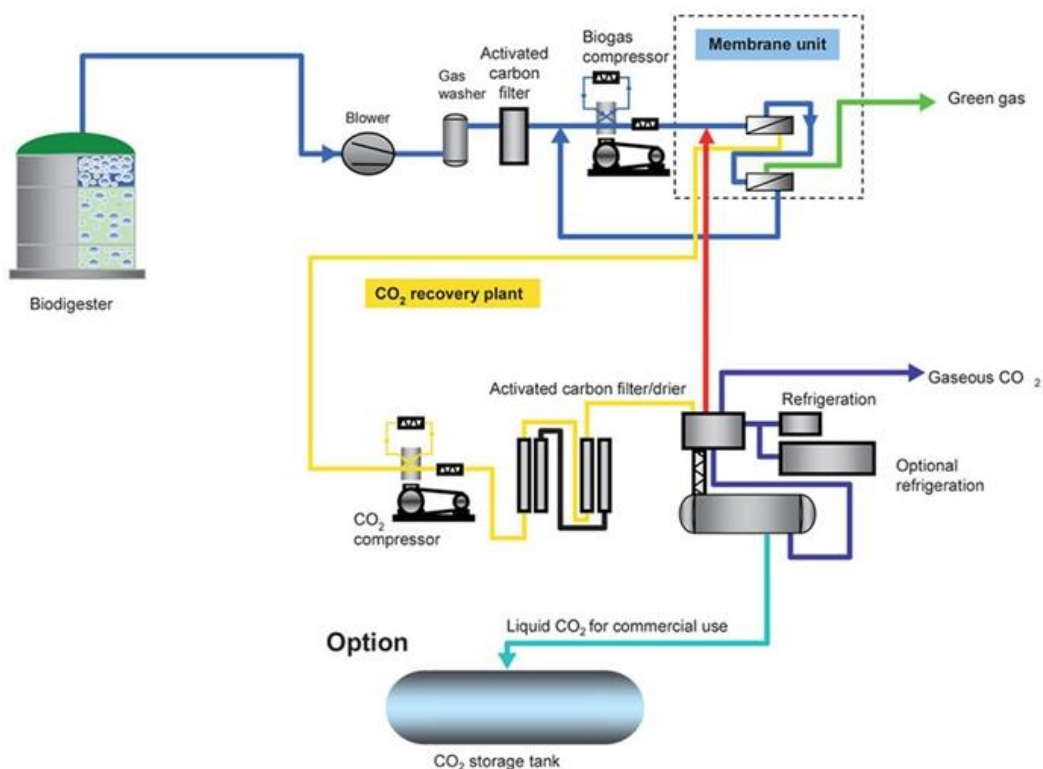 Biogas
compressor
Membrane unit
Activated
carbon
filter
Gas
washer
Blower
Green gas
Biodigester
CO₂ recovery plant
Gaseous CO ₂
Activated carbon filter/drier
Refrigeration
Optional
refrigeration
CO₂
compressor
Liquid CO₂ for commercial use
Option
CO₂ storage tank